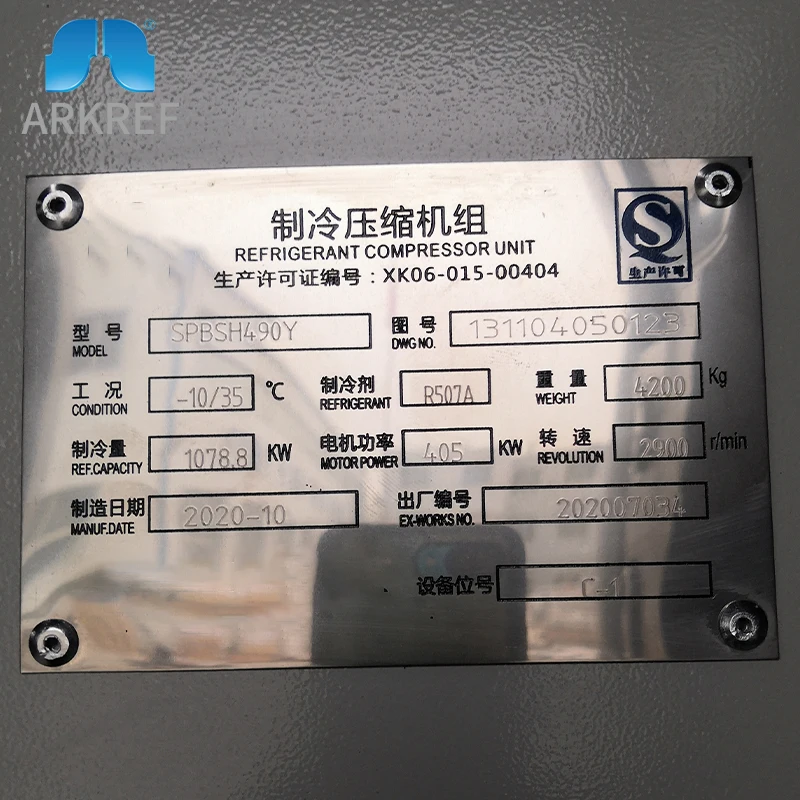 ARKREF
制冷压缩机组
REFRIGERANT COMPRESSOR UNIT
生产许可证编号：XK06-015-00404
S
生产许可
型号 SPBSH490Y 图号 131104050123
MODEL DWG NO.
工况 -10/35 ℃ 制冷剂 R507A 重量 4200 Kg
CONDITION REFRIGERANT WEIGHT
制冷量 1078.8 KW 电机功率 405 KW 转速 2900 r/min
REF.CAPACITY MOTOR POWER REVOLUTION
制造日期 2020-10 出厂编号 202007034
MANUF.DATE EX-WORKS NO.
设备位号 C-1